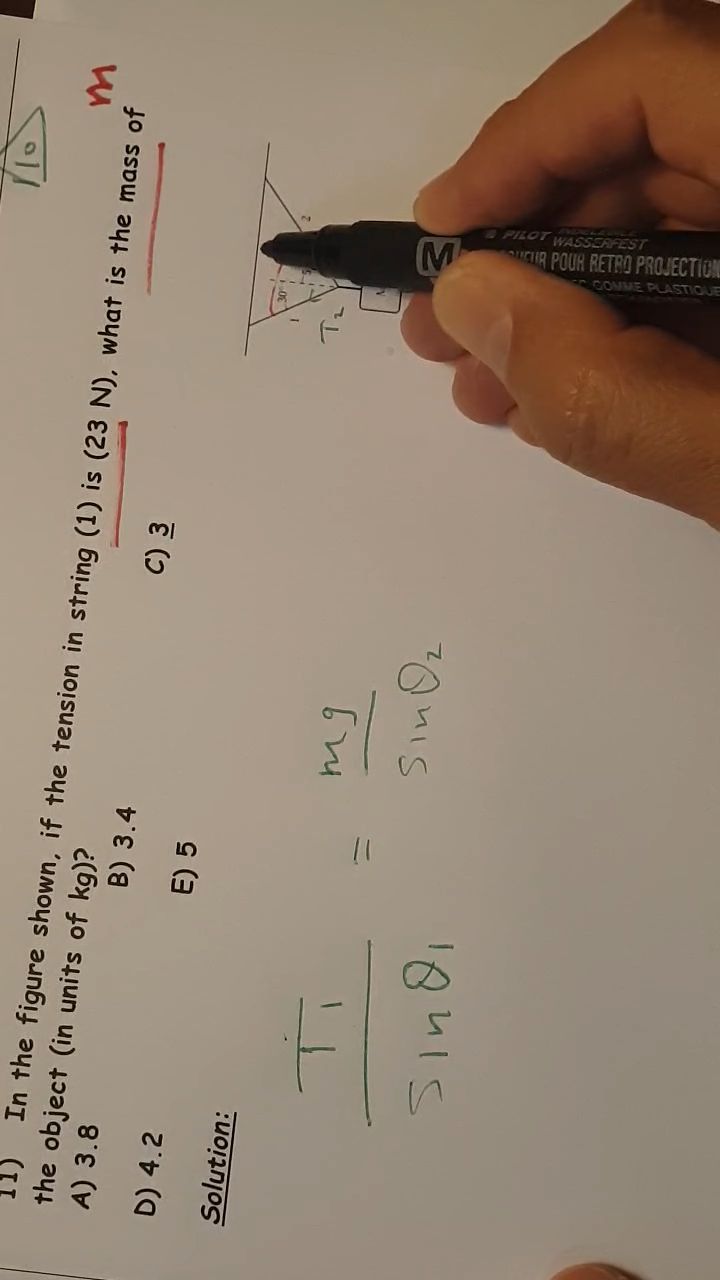 10
11) In the figure shown, if the tension in string (1) is (23 N), what is the mass of m
the object (in units of kg)?
A) 3.8 B) 3.4 C) 3
D) 4.2 E) 5
Solution:
30°
1
2
T2
T1 = mg
sinθ1 sinθ2
M PILOT
WASSERFEST
POUR RETRO PROJECTION
GOMME PLASTIQUE